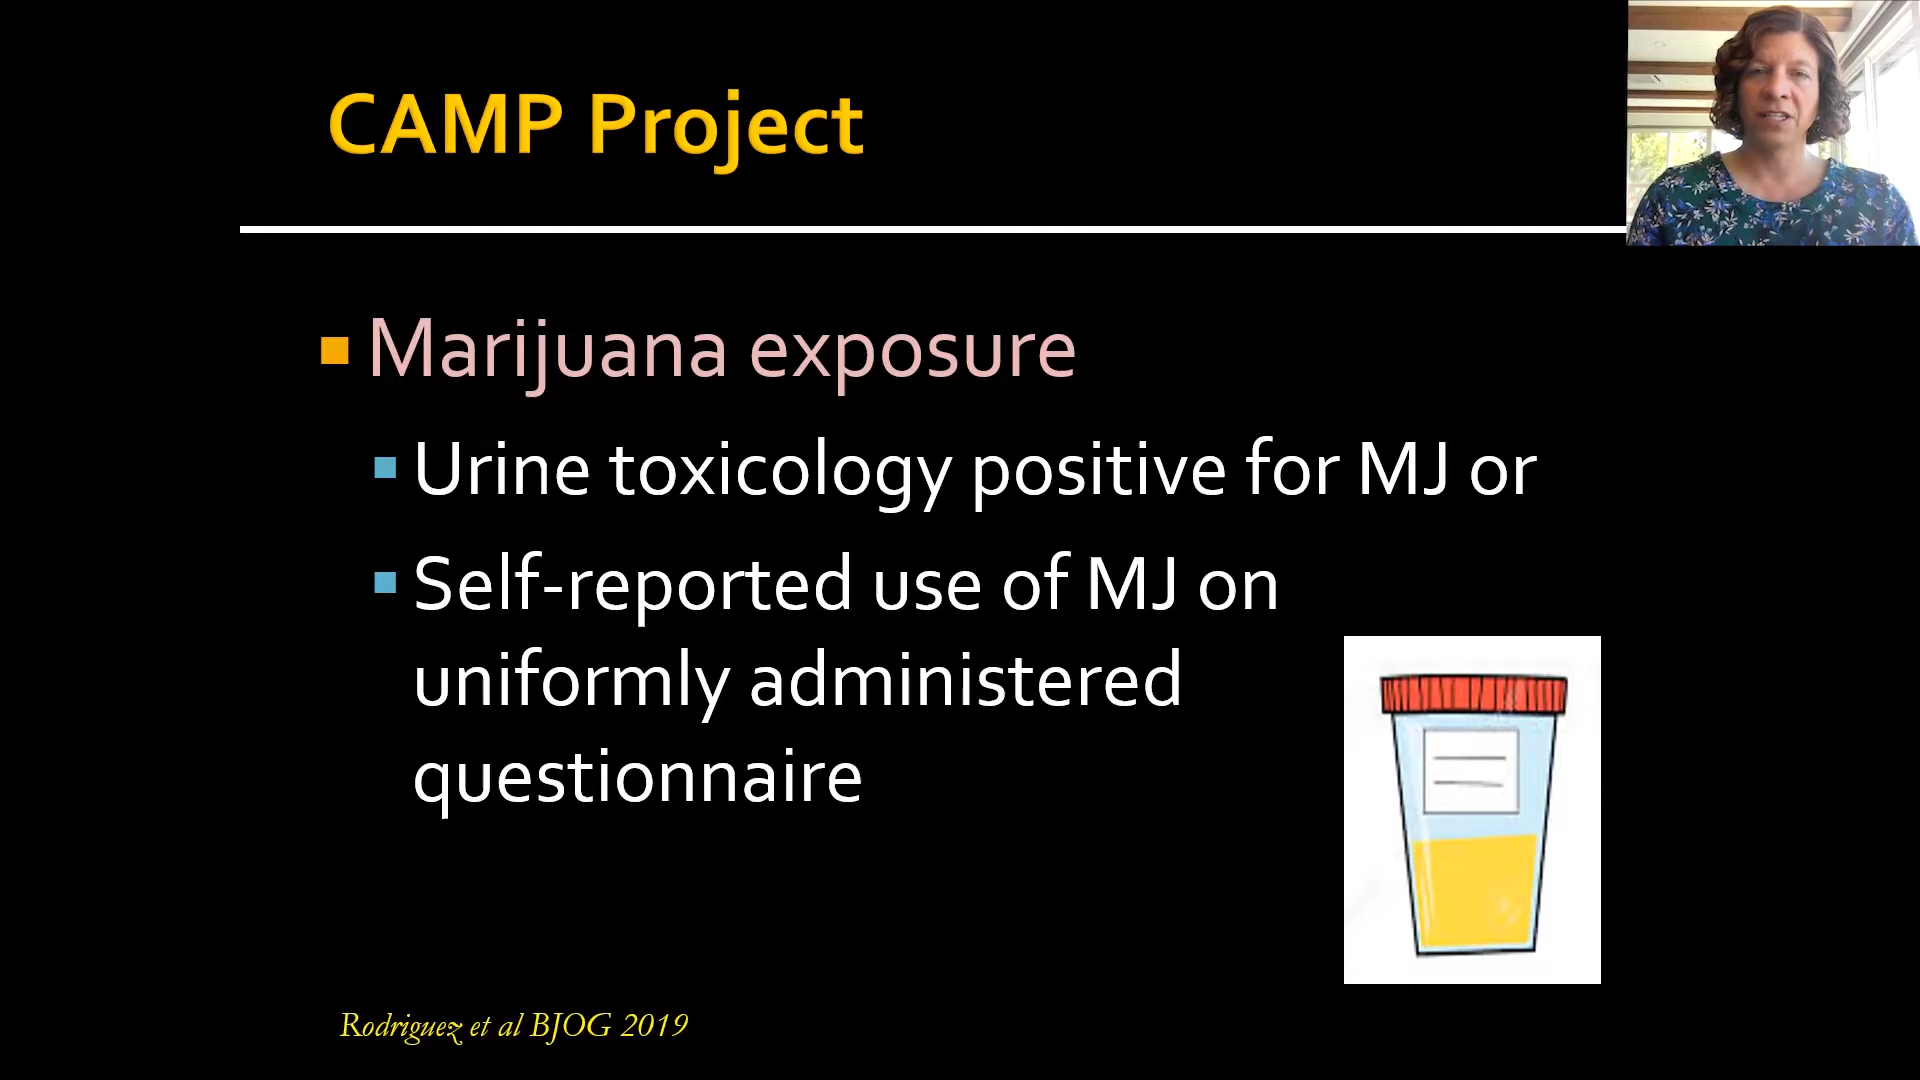 CAMP Project
Marijuana exposure
Urine toxicology positive for MJ or
Self-reported use of MJ on
uniformly administered
questionnaire
Rodriguez et al BJOG 2019